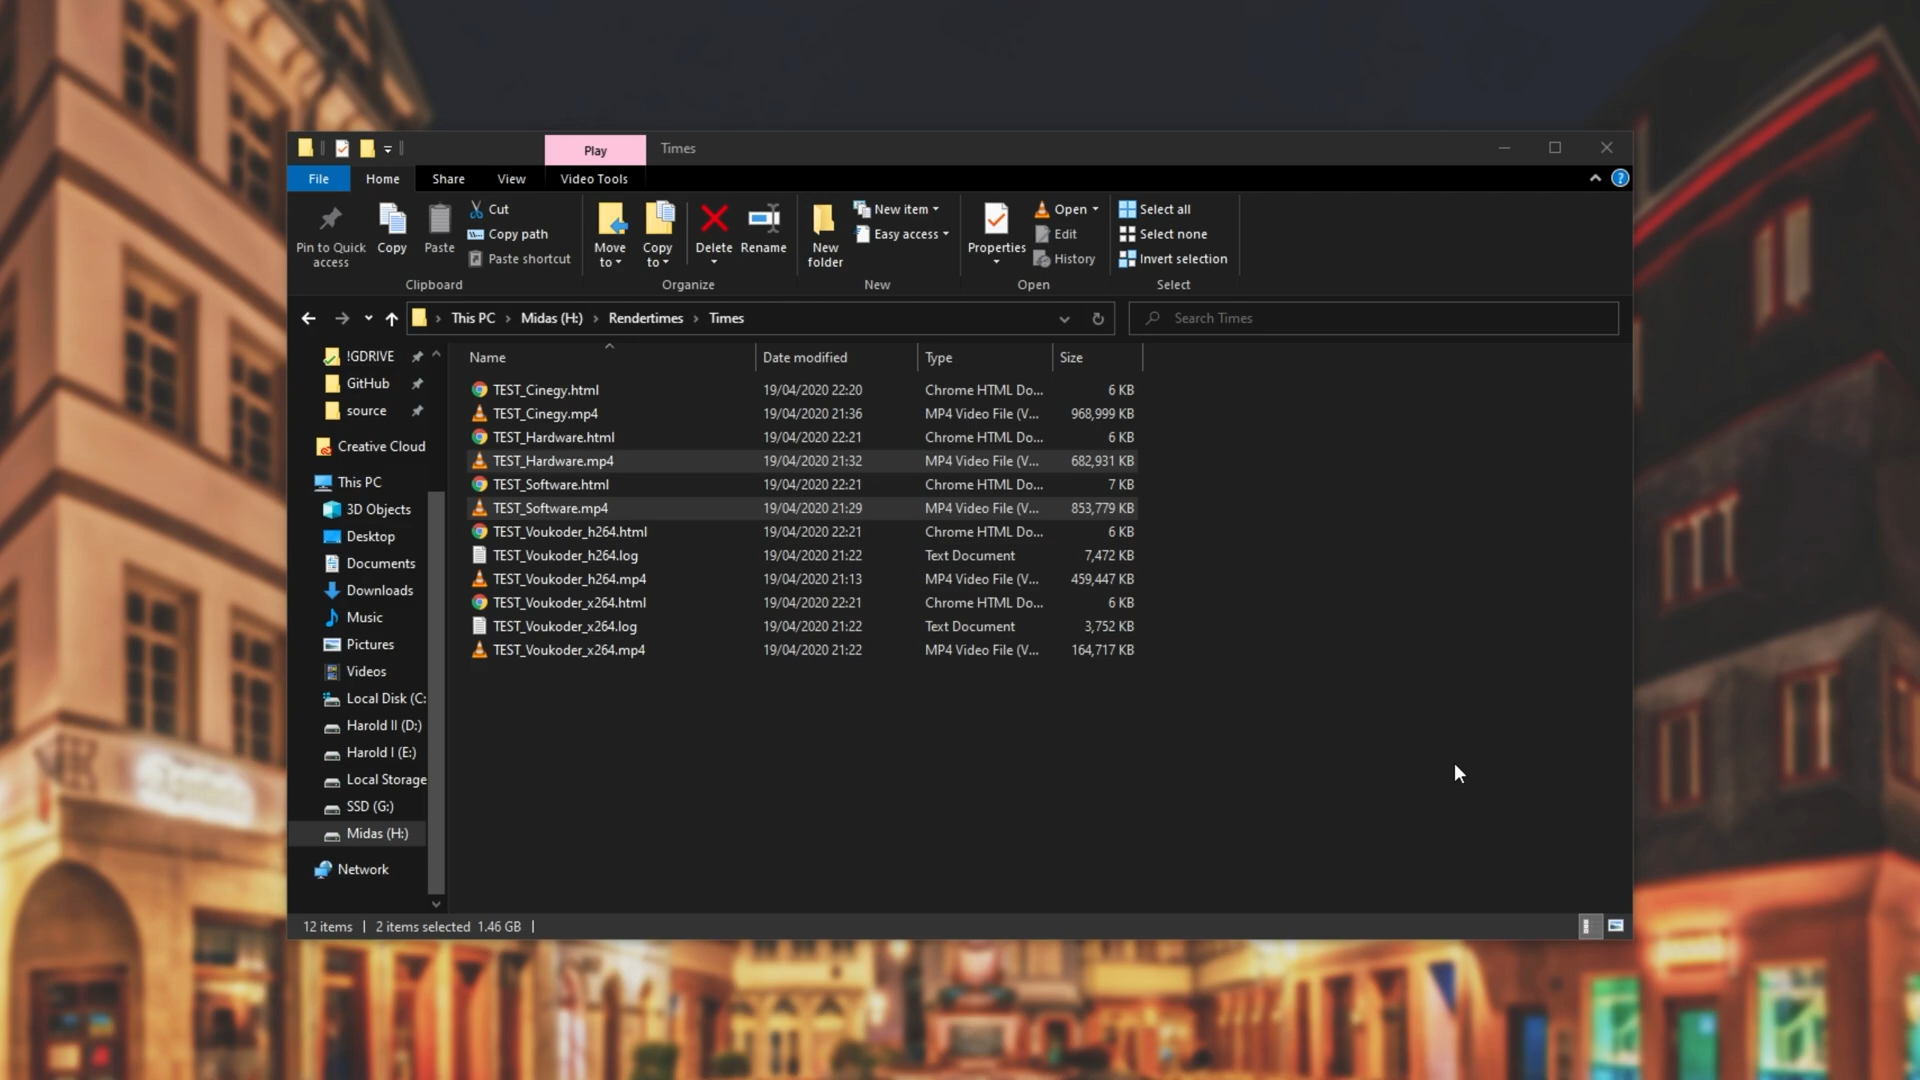 Play
Times
File
Home
Share
View
Video Tools
Pin to Quick access
Copy
Paste
Cut
Copy path
Paste shortcut
Clipboard
Move to
Copy to
Delete
Rename
Organize
New folder
New item
Easy access
New
Properties
Open
Edit
History
Open
Select all
Select none
Invert selection
Select
This PC > Midas (H:) > Rendertimes > Times
Search Times
!GDRIVE
GitHub
source
Creative Cloud
This PC
3D Objects
Desktop
Documents
Downloads
Music
Pictures
Videos
Local Disk (C:
Harold II (D:)
Harold I (E:)
Local Storage
SSD (G:)
Midas (H:)
Network
Name Date modified Type Size
TEST_Cinegy.html 19/04/2020 22:20 Chrome HTML Do... 6 KB
TEST_Cinegy.mp4 19/04/2020 21:36 MP4 Video File (V... 968,999 KB
TEST_Hardware.html 19/04/2020 22:21 Chrome HTML Do... 6 KB
TEST_Hardware.mp4 19/04/2020 21:32 MP4 Video File (V... 682,931 KB
TEST_Software.html 19/04/2020 22:21 Chrome HTML Do... 7 KB
TEST_Software.mp4 19/04/2020 21:29 MP4 Video File (V... 853,779 KB
TEST_Voukoder_h264.html 19/04/2020 22:21 Chrome HTML Do... 6 KB
TEST_Voukoder_h264.log 19/04/2020 21:22 Text Document 7,472 KB
TEST_Voukoder_h264.mp4 19/04/2020 21:13 MP4 Video File (V... 459,447 KB
TEST_Voukoder_x264.html 19/04/2020 22:21 Chrome HTML Do... 6 KB
TEST_Voukoder_x264.log 19/04/2020 21:22 Text Document 3,752 KB
TEST_Voukoder_x264.mp4 19/04/2020 21:22 MP4 Video File (V... 164,717 KB
12 items | 2 items selected 1.46 GB |